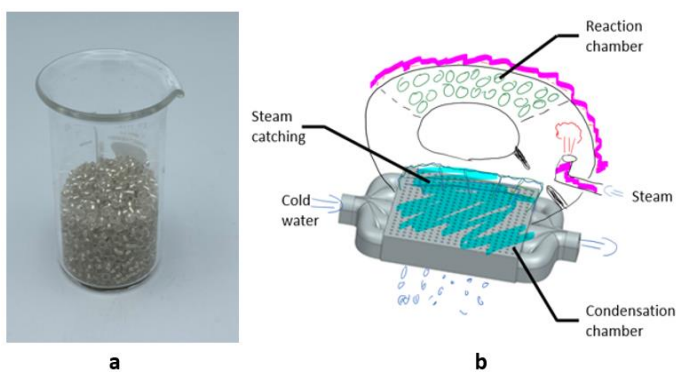 Reaction
chamber
Steam
catching
Cold
water
Steam
Condensation
chamber
a
b